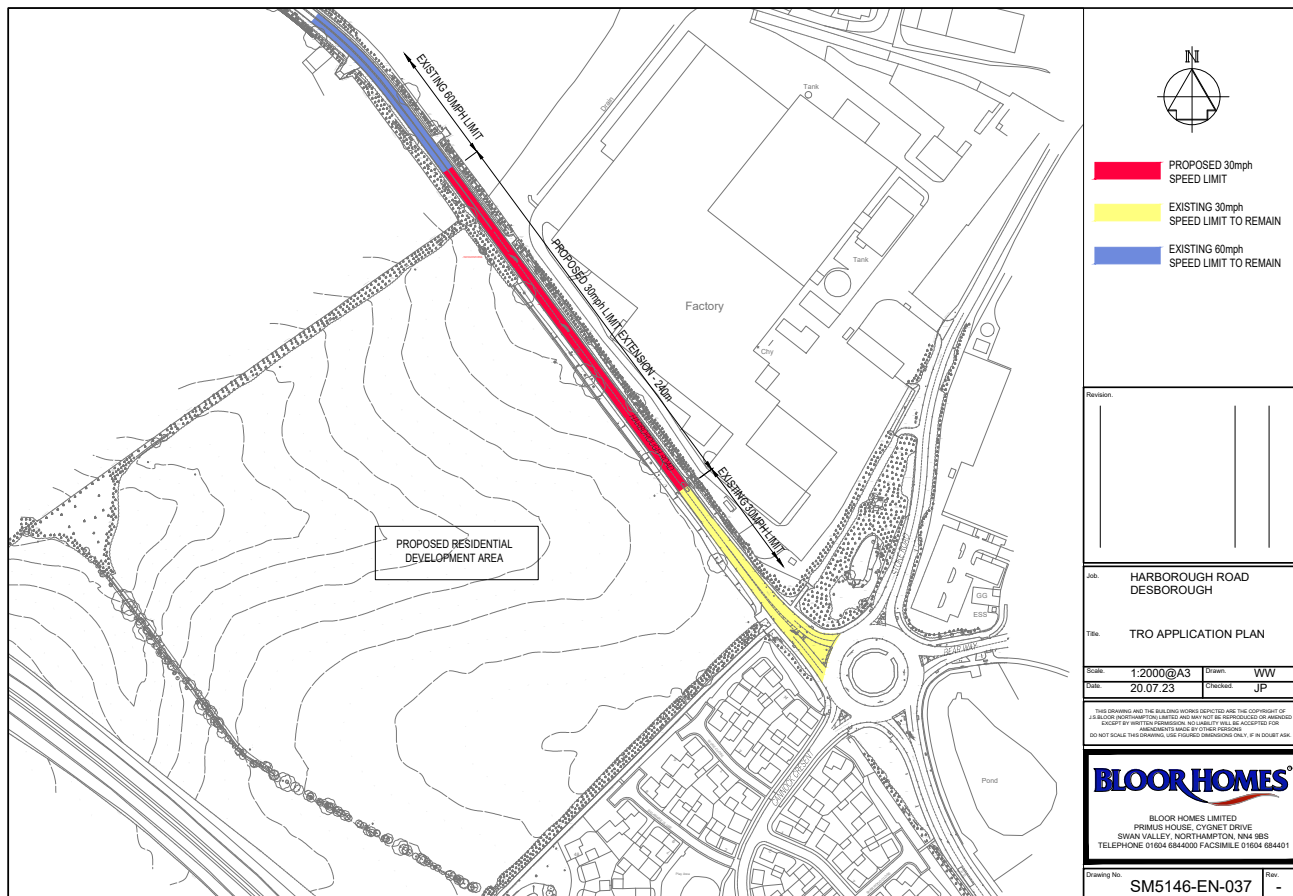 EXISTING 60MPH LIMIT
PROPOSED 30mph LIMIT EXTENSION - 240m
EXISTING 30MPH LIMIT
Drain
Tank
Tank
Factory
Chy
GG
ESS
BEAR WAY
Pond
PROPOSED RESIDENTIAL
DEVELOPMENT AREA
N
PROPOSED 30mph
SPEED LIMIT
EXISTING 30mph
SPEED LIMIT TO REMAIN
EXISTING 60mph
SPEED LIMIT TO REMAIN
Revision.
Job. HARBOROUGH ROAD
DESBOROUGH
Title. TRO APPLICATION PLAN
Scale. 1:2000@A3 Drawn. WW
Date. 20.07.23 Checked. JP
THIS DRAWING AND THE BUILDING WORKS DEPICTED ARE THE COPYRIGHT OF
J.S.BLOOR (NORTHAMPTON) LIMITED AND MAY NOT BE REPRODUCED OR AMENDED
EXCEPT BY WRITTEN PERMISSION. NO LIABILITY WILL BE ACCEPTED FOR
AMENDMENTS MADE BY OTHER PERSONS
DO NOT SCALE THIS DRAWING, USE FIGURED DIMENSIONS ONLY, IF IN DOUBT ASK.
BLOOR HOMES®
BLOOR HOMES LIMITED
PRIMUS HOUSE, CYGNET DRIVE
SWAN VALLEY, NORTHAMPTON, NN4 9BS
TELEPHONE 01604 6844000 FACSIMILE 01604 684401
Drawing No. SM5146-EN-037 Rev. -